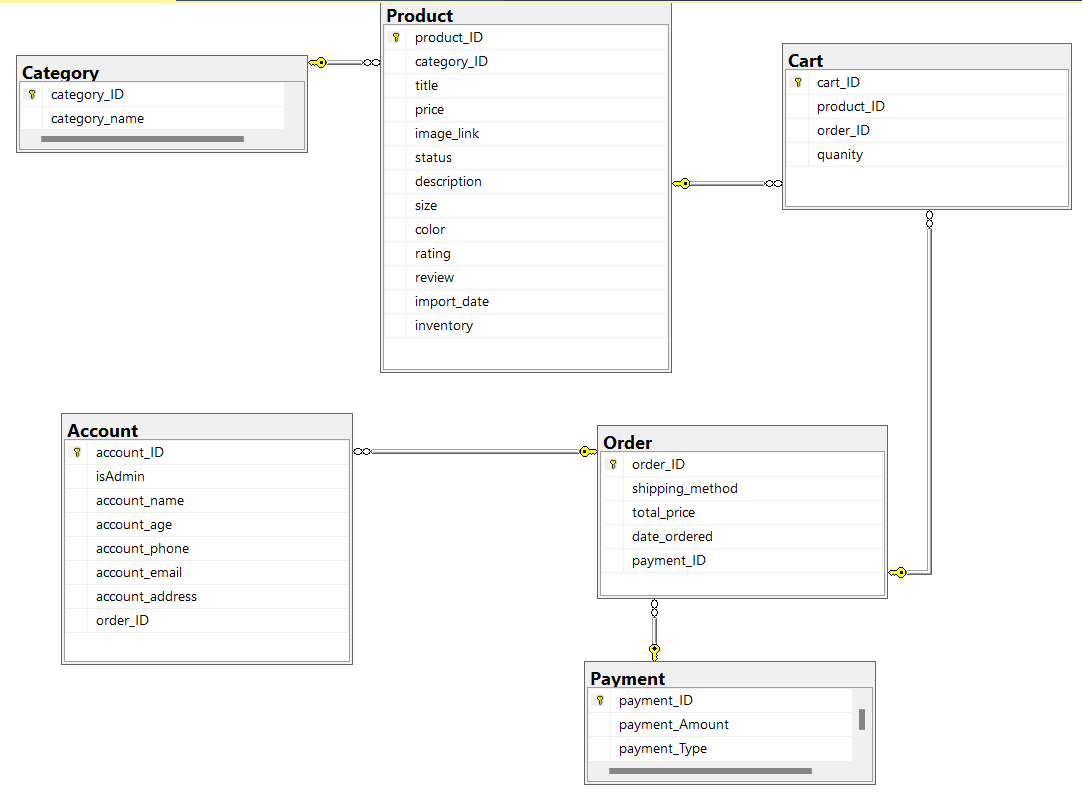 Product
product_ID
category_ID
title
price
image_link
status
description
size
color
rating
review
import_date
inventory
Category
category_ID
category_name
Cart
cart_ID
product_ID
order_ID
quanity
Account
account_ID
isAdmin
account_name
account_age
account_phone
account_email
account_address
order_ID
Order
order_ID
shipping_method
total_price
date_ordered
payment_ID
Payment
payment_ID
payment_Amount
payment_Type